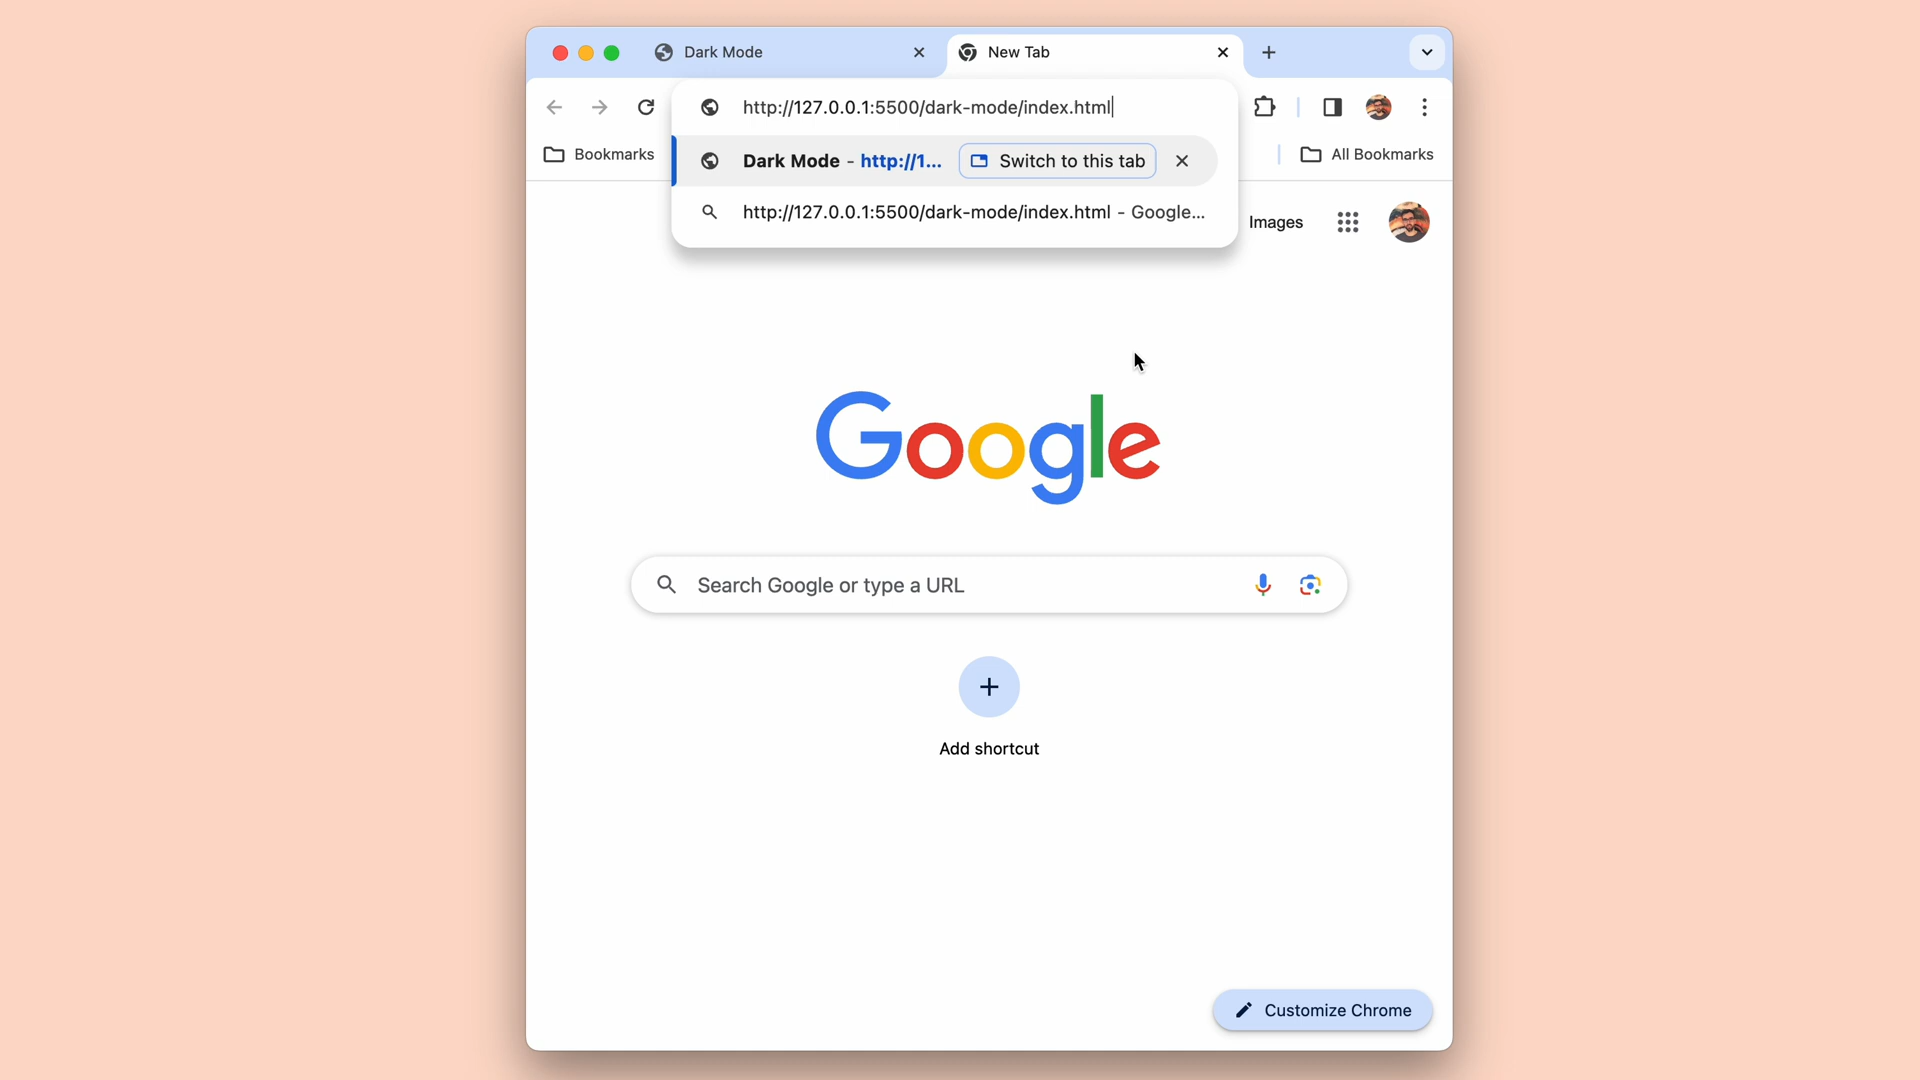 Dark Mode
New Tab
http://127.0.0.1:5500/dark-mode/index.html
Bookmarks
Dark Mode - http://1... Switch to this tab
All Bookmarks
http://127.0.0.1:5500/dark-mode/index.html - Google...
Images
Google
Search Google or type a URL
Add shortcut
Customize Chrome